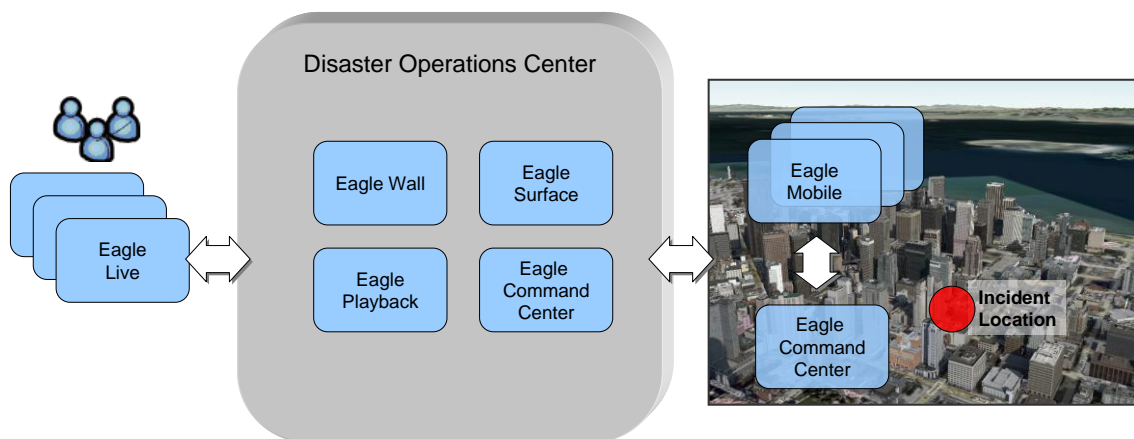 Disaster Operations Center
Eagle Wall
Eagle
Surface
Eagle
Playback
Eagle
Command
Center
Eagle
Live
Eagle
Mobile
Eagle
Command
Center
Incident
Location